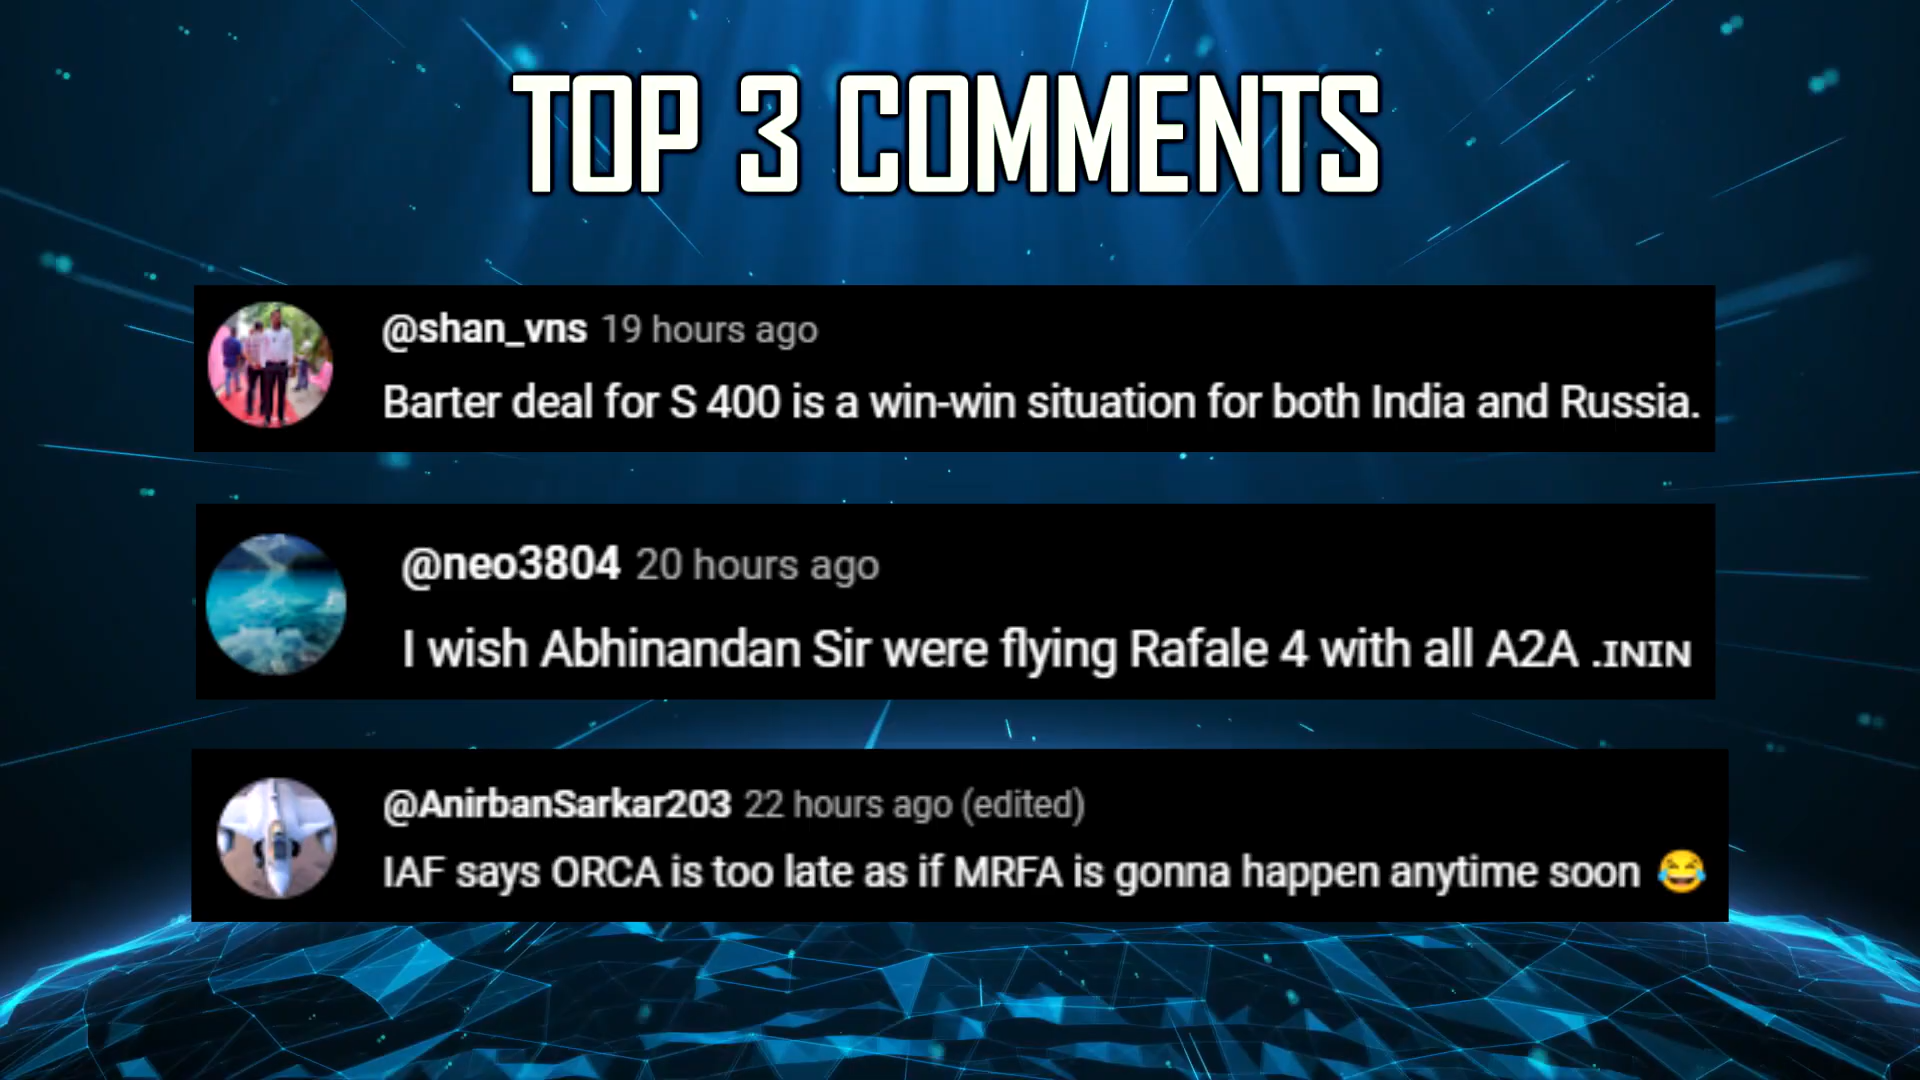 TOP 3 COMMENTS
@shan_vns 19 hours ago
Barter deal for S 400 is a win-win situation for both India and Russia.
@neo3804 20 hours ago
I wish Abhinandan Sir were flying Rafale 4 with all A2A .ɪɴɪɴ
@AnirbanSarkar203 22 hours ago (edited)
IAF says ORCA is too late as if MRFA is gonna happen anytime soon 😂